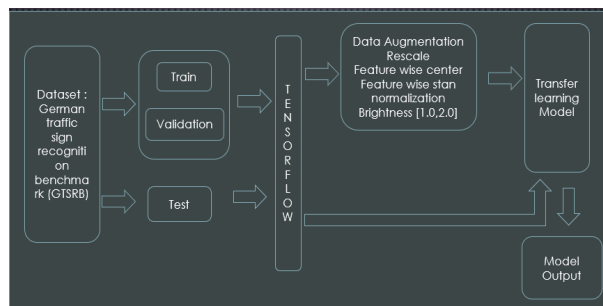 Dataset :
German
traffic
sign
recogniti
on
benchma
rk (GTSRB)
Train
Validation
Test
T
E
N
S
O
R
F
L
O
W
Data Augmentation
Rescale
Feature wise center
Feature wise stan
normalization
Brightness [1.0,2.0]
Transfer
learning
Model
Model
Output